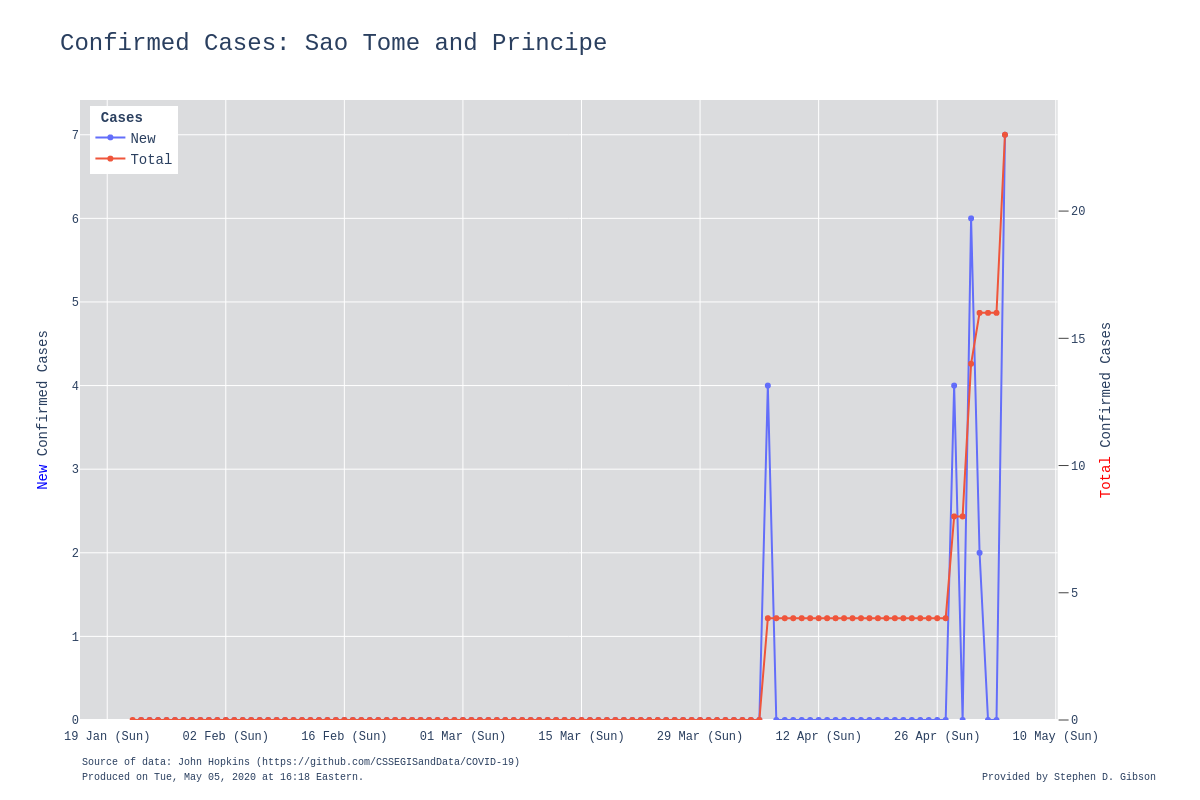 Confirmed Cases: Sao Tome and Principe
Cases
New
Total
7
6
5
4
3
2
1
0
New Confirmed Cases
20
15
10
5
0
Total Confirmed Cases
19 Jan (Sun) 02 Feb (Sun) 16 Feb (Sun) 01 Mar (Sun) 15 Mar (Sun) 29 Mar (Sun) 12 Apr (Sun) 26 Apr (Sun) 10 May (Sun)
Source of data: John Hopkins (https://github.com/CSSEGISandData/COVID-19)
Produced on Tue, May 05, 2020 at 16:18 Eastern.
Provided by Stephen D. Gibson